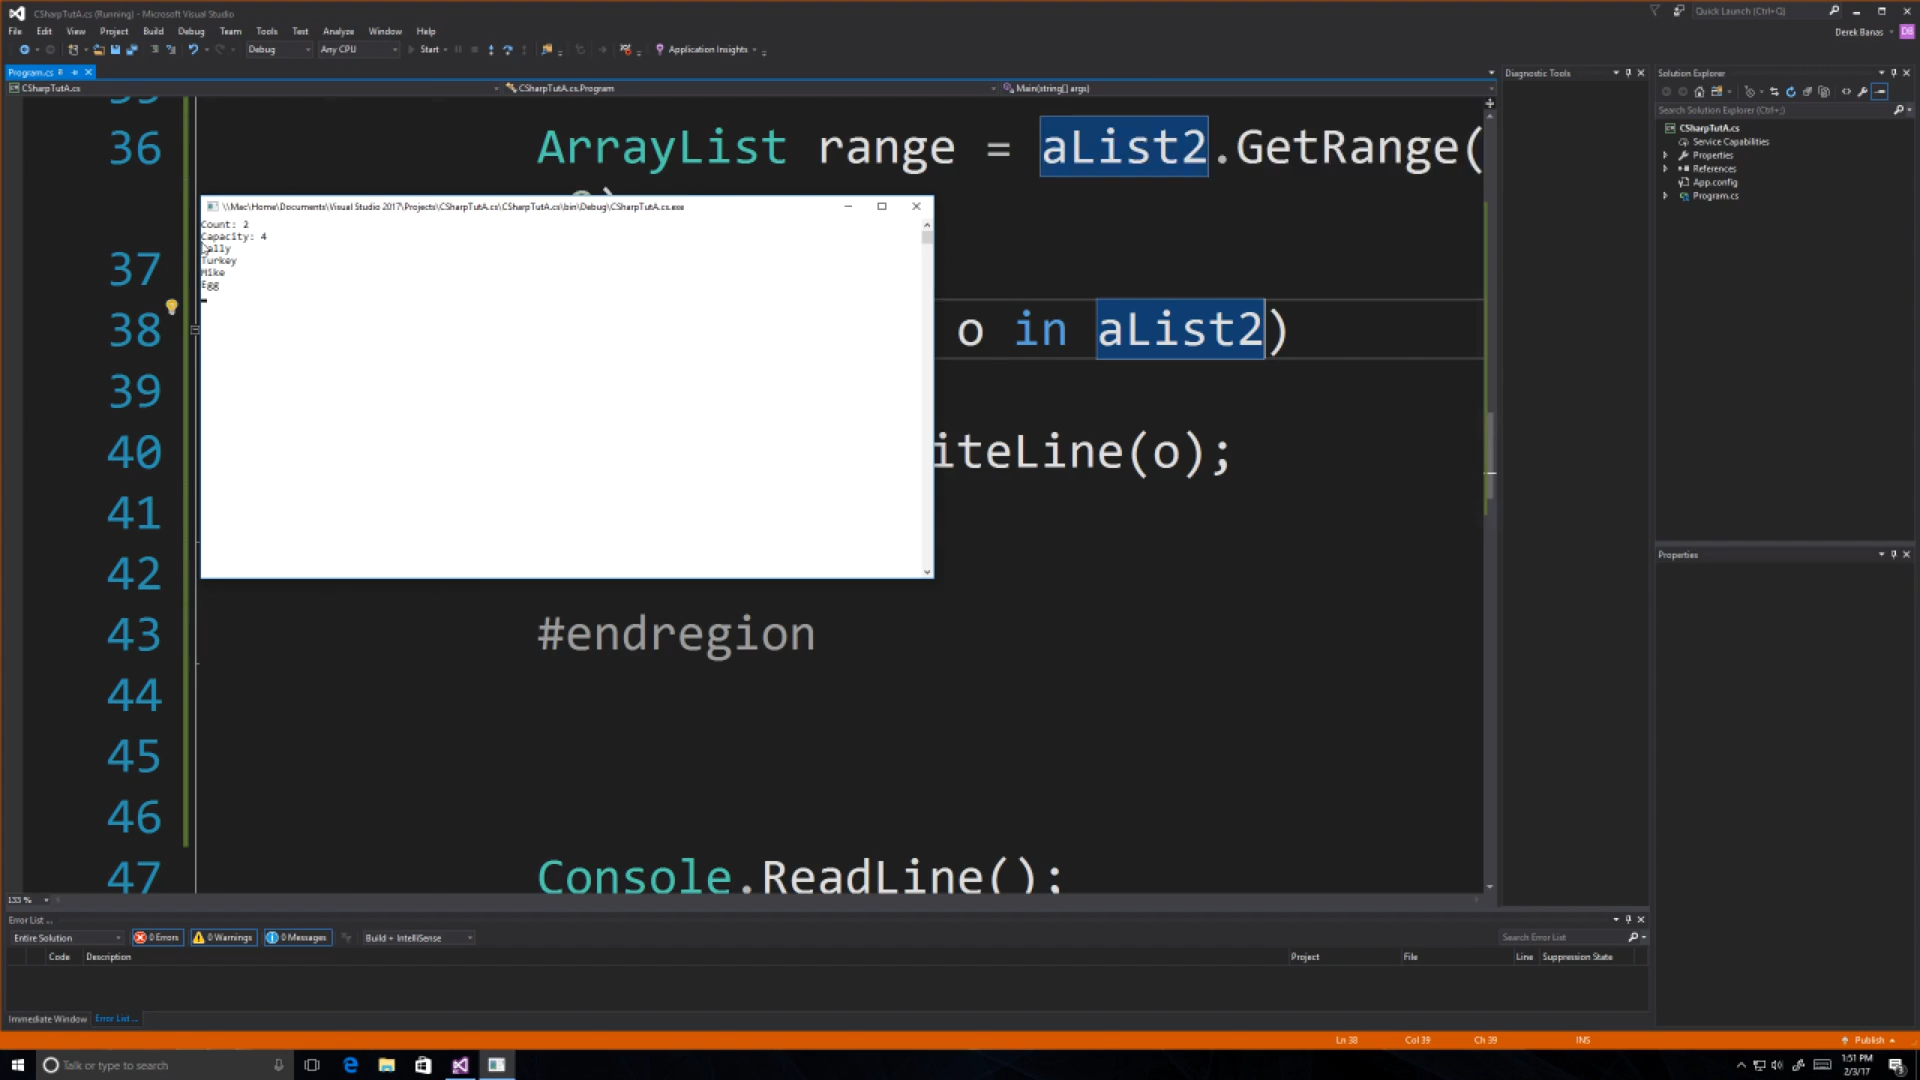 CSharpTutA.cs (Running) - Microsoft Visual Studio
Quick Launch (Ctrl+Q)
File Edit View Project Build Debug Team Tools Test Analyze Window Help
Derek Banas DB
Debug Any CPU Start Application Insights
Program.cs
Diagnostic Tools
Solution Explorer
CSharpTutA.cs CSharpTutA.cs.Program Main(string[] args)
Search Solution Explorer (Ctrl+;)
CSharpTutA.cs
Service Capabilities
Properties
References
App.config
Program.cs
36 ArrayList range = aList2.GetRange(
\\Mac\Home\Documents\Visual Studio 2017\Projects\CSharpTutA.cs\CSharpTutA.cs\bin\Debug\CSharpTutA.cs.exe
Count: 2
Capacity: 4
ally
Turkey
Mike
Egg
37
38 o in aList2)
39
40 iteLine(o);
41
42
43 #endregion
44
45
46
47 Console.ReadLine();
Properties
133 %
Error List ...
Entire Solution 0 Errors 0 Warnings 0 Messages Build + IntelliSense Search Error List
Code Description Project File Line Suppression State
Immediate Window Error List ...
Ln 38 Col 39 Ch 39 INS Publish
Talk or type to search
1:51 PM
2/3/17